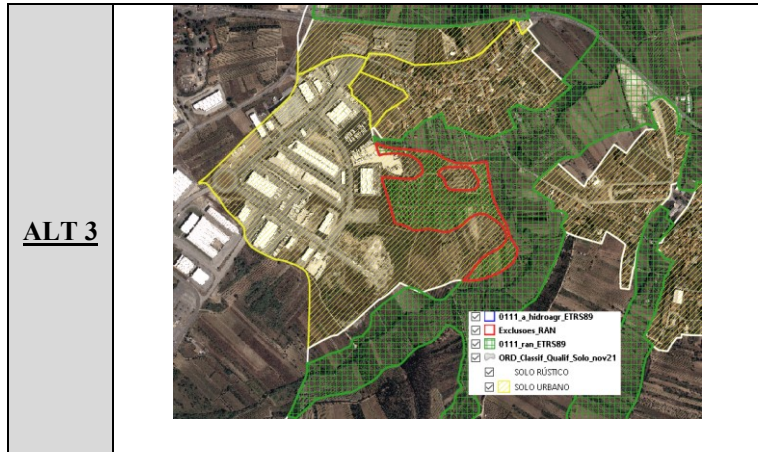 ALT 3
0111_a_hidroagr_ETRS89
Exclusoes_RAN
0111_ran_ETRS89
ORD_Classif_Qualif_Solo_nov21
SOLO RÚSTICO
SOLO URBANO